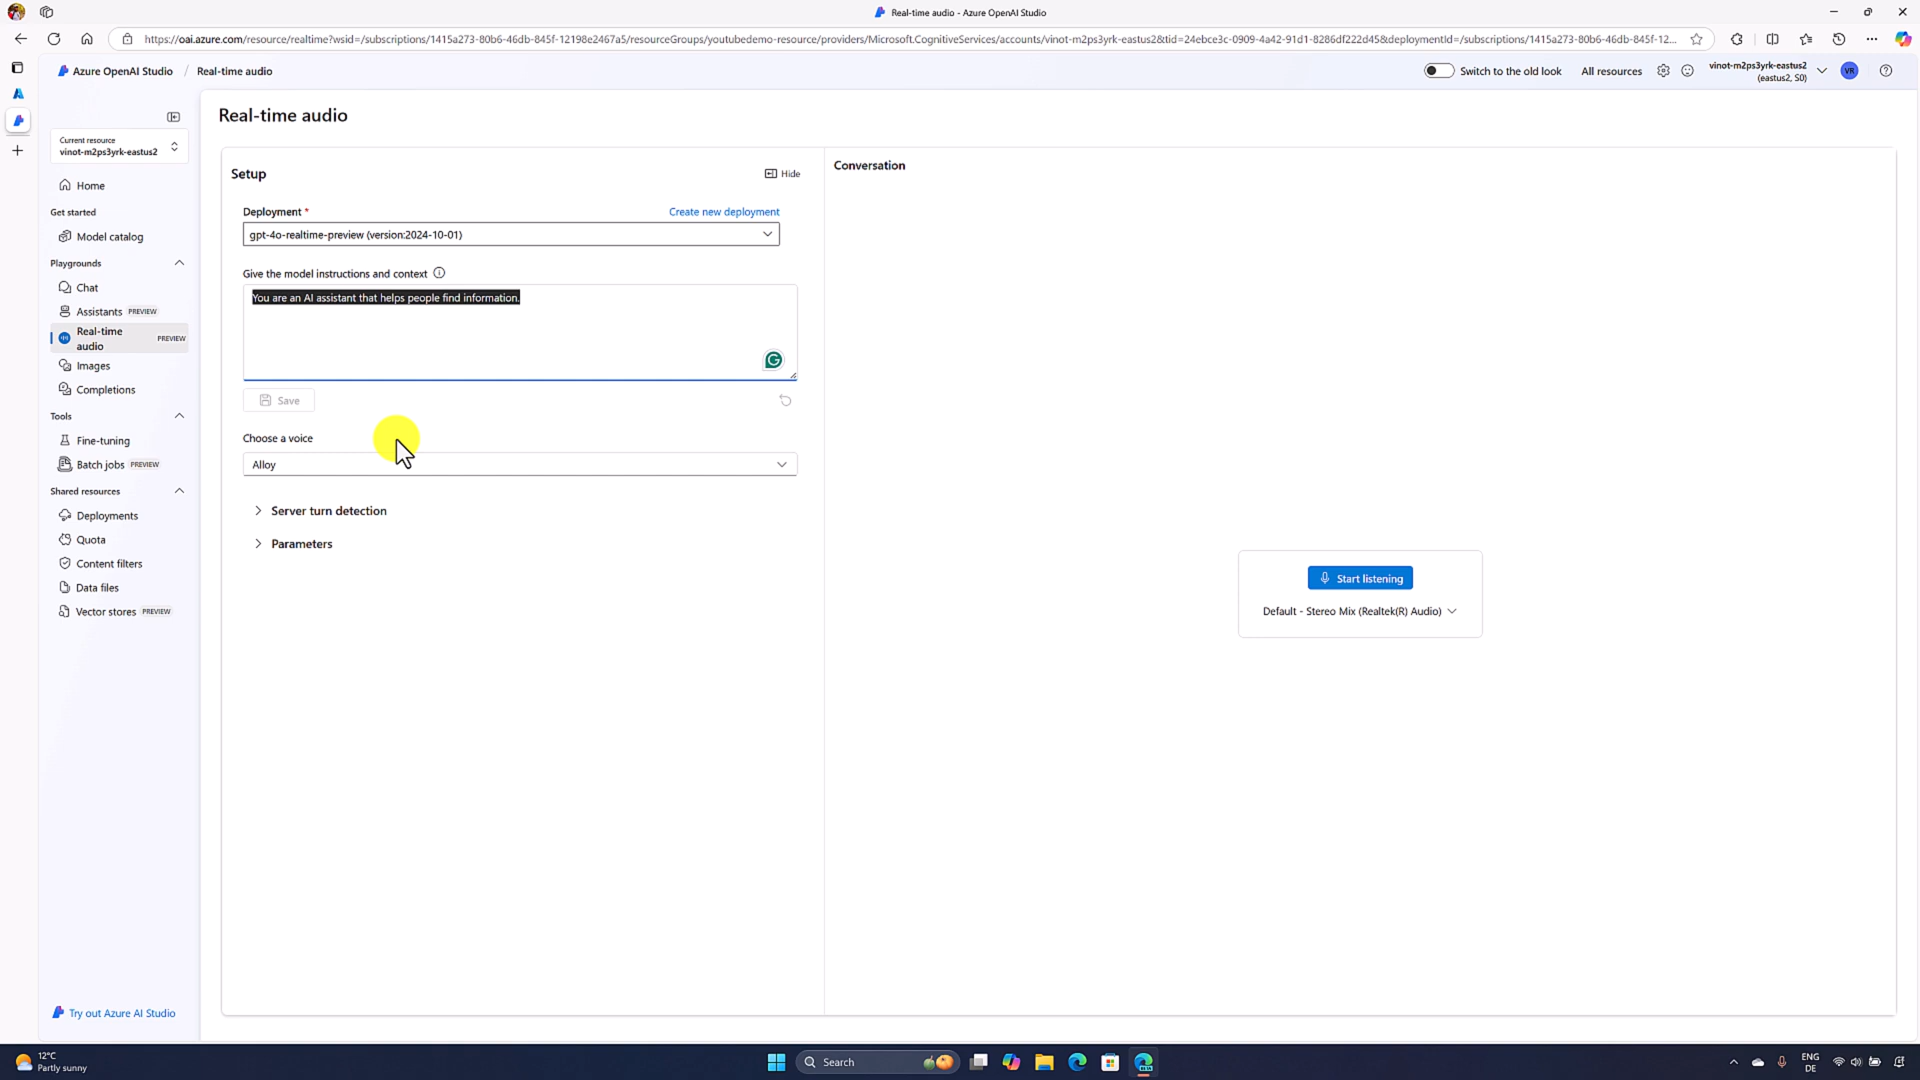 Real-time audio - Azure OpenAI Studio
https://oai.azure.com/resource/realtime?wsid=/subscriptions/1415a273-80b6-46db-845f-12198e2467a5/resourceGroups/youtubedemo-resource/providers/Microsoft.CognitiveServices/accounts/vinot-m2ps3yrk-eastus2&tid=24ebce3c-0909-4a42-91d1-8286df222d45&deploymentId=/subscriptions/1415a273-80b6-46db-845f-12...
Azure OpenAI Studio / Real-time audio
Switch to the old look
All resources
vinot-m2ps3yrk-eastus2
(eastus2, S0)
VR
Current resource
vinot-m2ps3yrk-eastus2
Home
Get started
Model catalog
Playgrounds
Chat
Assistants PREVIEW
Real-time audio PREVIEW
Images
Completions
Tools
Fine-tuning
Batch jobs PREVIEW
Shared resources
Deployments
Quota
Content filters
Data files
Vector stores PREVIEW
Try out Azure AI Studio
Real-time audio
Setup
Hide
Deployment *
Create new deployment
gpt-4o-realtime-preview (version:2024-10-01)
Give the model instructions and context
You are an AI assistant that helps people find information.
Save
Choose a voice
Alloy
Server turn detection
Parameters
Conversation
Start listening
Default - Stereo Mix (Realtek(R) Audio)
12°C
Partly sunny
Search
ENG
DE